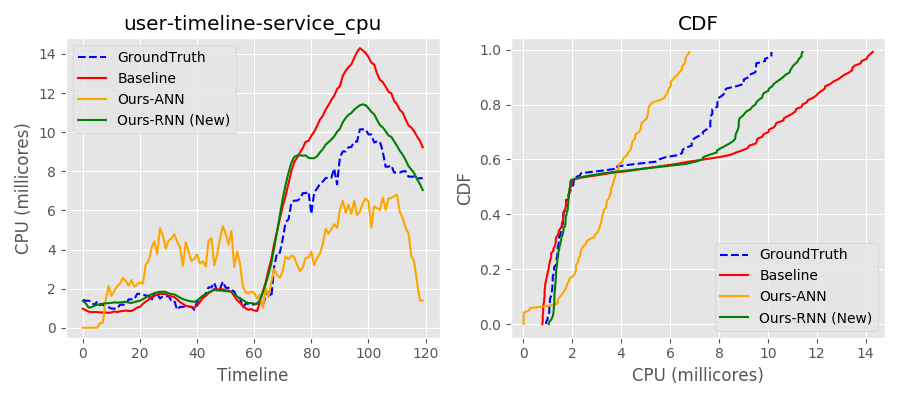 user-timeline-service_cpu
CPU (millicores)
14
12
10
8
6
4
2
0
GroundTruth
Baseline
Ours-ANN
Ours-RNN (New)
0 20 40 60 80 100 120
Timeline
CDF
CDF
1.0
0.8
0.6
0.4
0.2
0.0
GroundTruth
Baseline
Ours-ANN
Ours-RNN (New)
0 2 4 6 8 10 12 14
CPU (millicores)